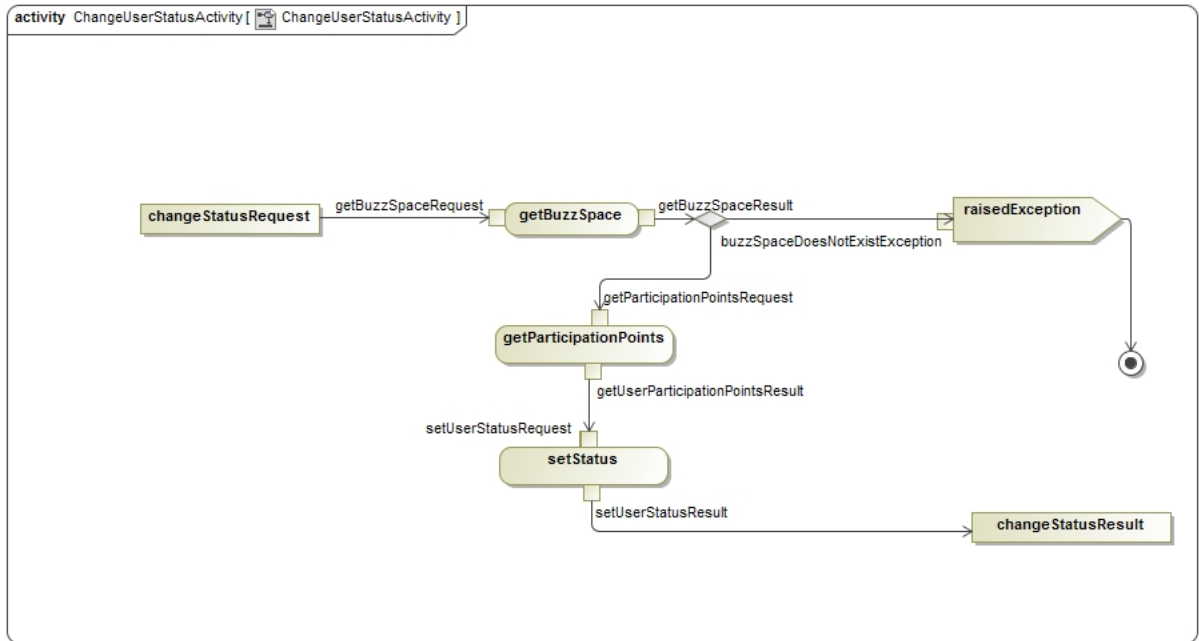 activity ChangeUserStatusActivity [ ChangeUserStatusActivity ]
changeStatusRequest
getBuzzSpaceRequest
getBuzzSpace
getBuzzSpaceResult
raisedException
buzzSpaceDoesNotExistException
getParticipationPointsRequest
getParticipationPoints
getUserParticipationPointsResult
setUserStatusRequest
setStatus
setUserStatusResult
changeStatusResult